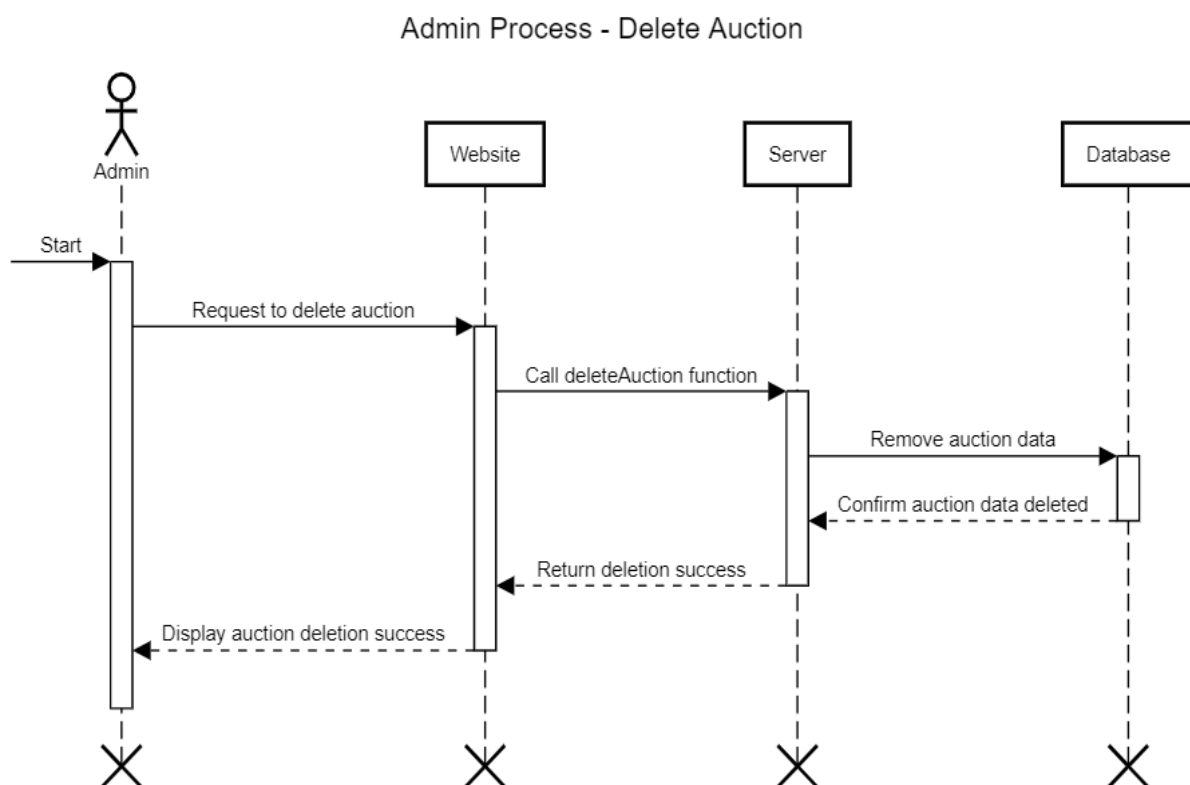 Admin Process - Delete Auction
Admin
Website
Server
Database
Start
Request to delete auction
Call deleteAuction function
Remove auction data
Confirm auction data deleted
Return deletion success
Display auction deletion success